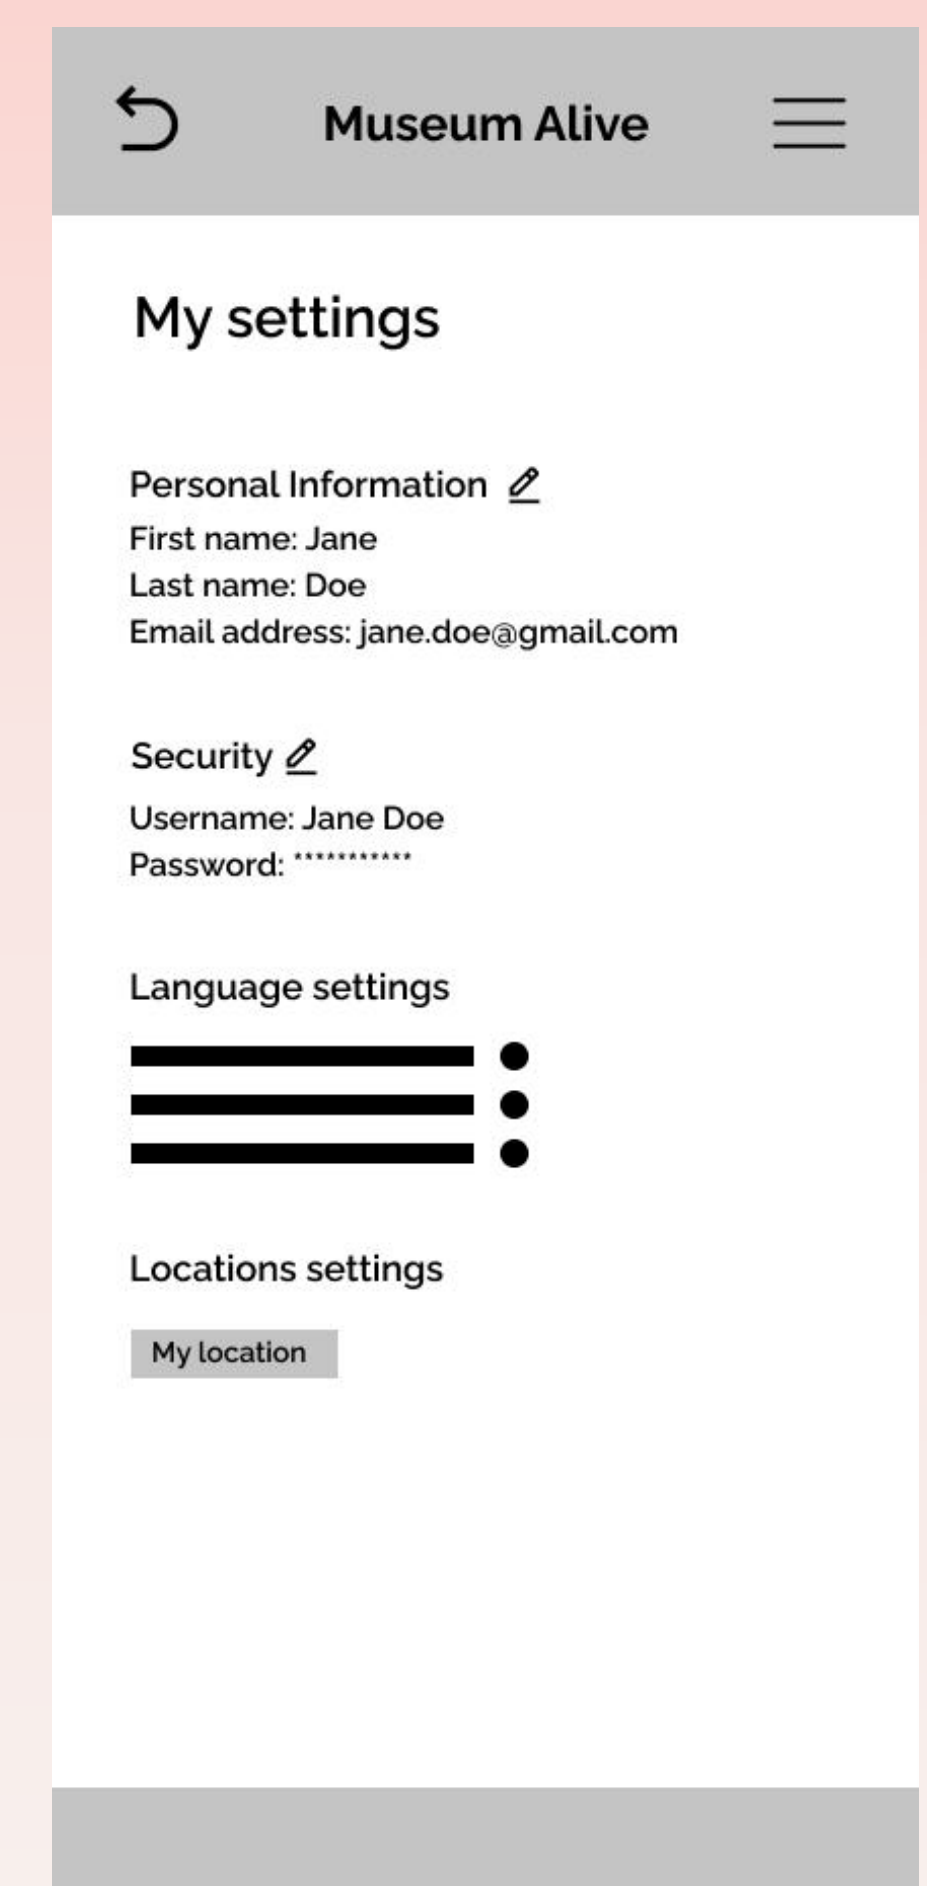 Museum Alive
My settings
Personal Information
First name: Jane
Last name: Doe
Email address: jane.doe@gmail.com
Security
Username: Jane Doe
Password: ***********
Language settings
Locations settings
My location